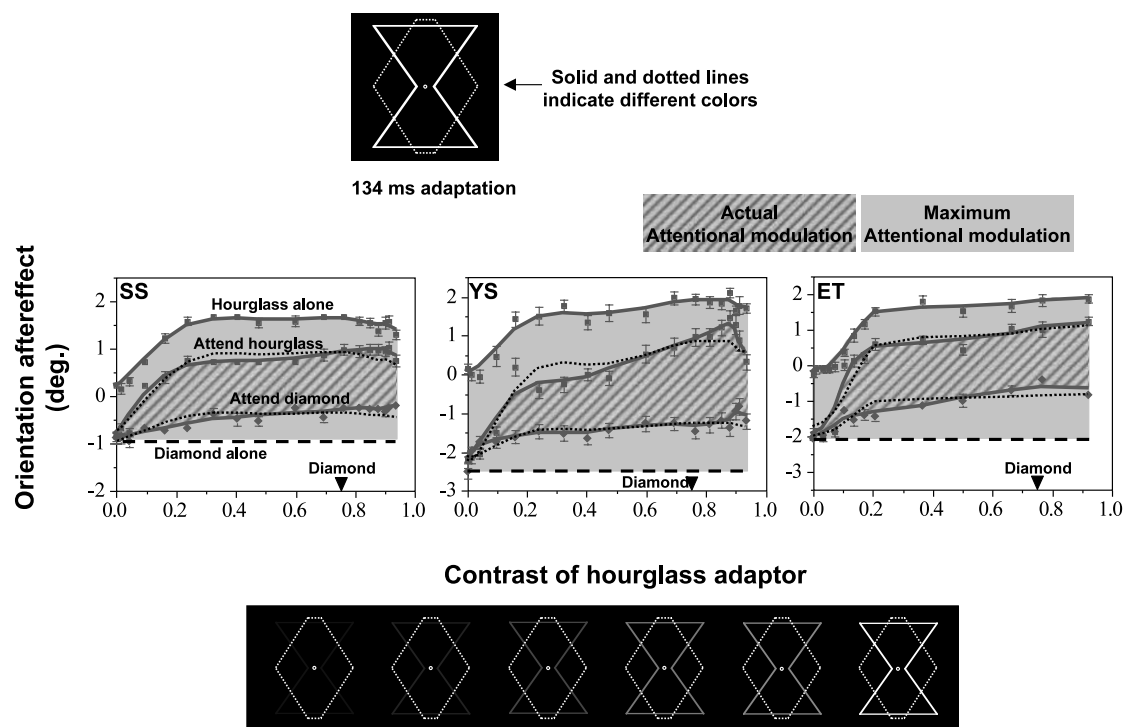 Solid and dotted lines
indicate different colors
134 ms adaptation
Actual
Attentional modulation
Maximum
Attentional modulation
Orientation aftereffect
(deg.)
SS
Hourglass alone
Attend hourglass
Attend diamond
Diamond alone
Diamond
2
1
0
-1
-2
0.0 0.2 0.4 0.6 0.8 1.0
YS
Diamond
2
1
0
-1
-2
-3
0.0 0.2 0.4 0.6 0.8 1.0
ET
Diamond
2
1
0
-1
-2
-3
0.0 0.2 0.4 0.6 0.8 1.0
Contrast of hourglass adaptor